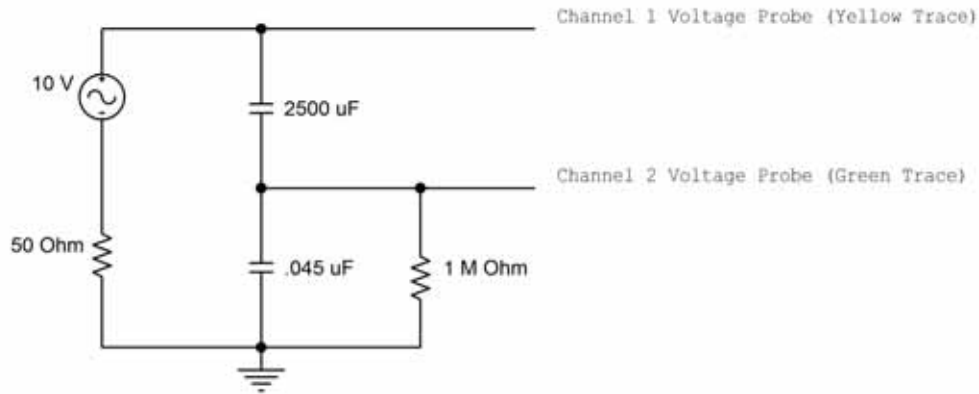 Channel 1 Voltage Probe (Yellow Trace)
10 V
2500 uF
Channel 2 Voltage Probe (Green Trace)
50 Ohm
.045 uF
1 M Ohm